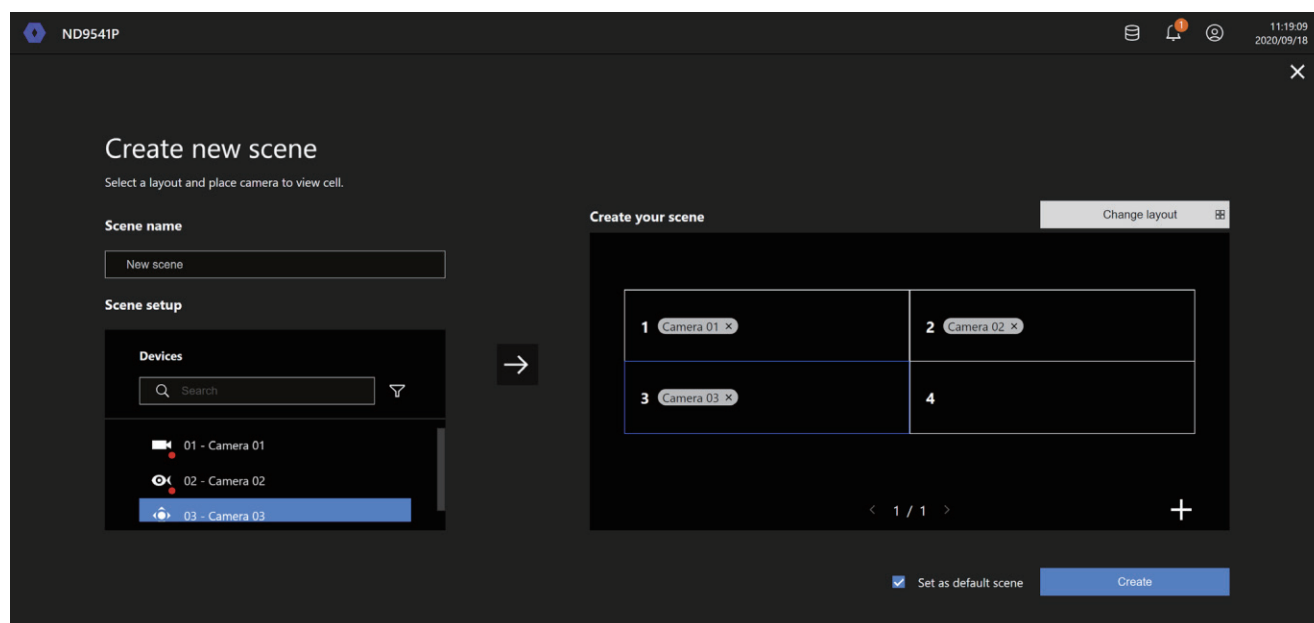 ND9541P
1
11:19:09
2020/09/18
Create new scene
Select a layout and place camera to view cell.
Scene name
New scene
Scene setup
Devices
Search
01 - Camera 01
02 - Camera 02
03 - Camera 03
Create your scene
Change layout
1 Camera 01 ×
2 Camera 02 ×
3 Camera 03 ×
4
< 1 / 1 >
Set as default scene
Create